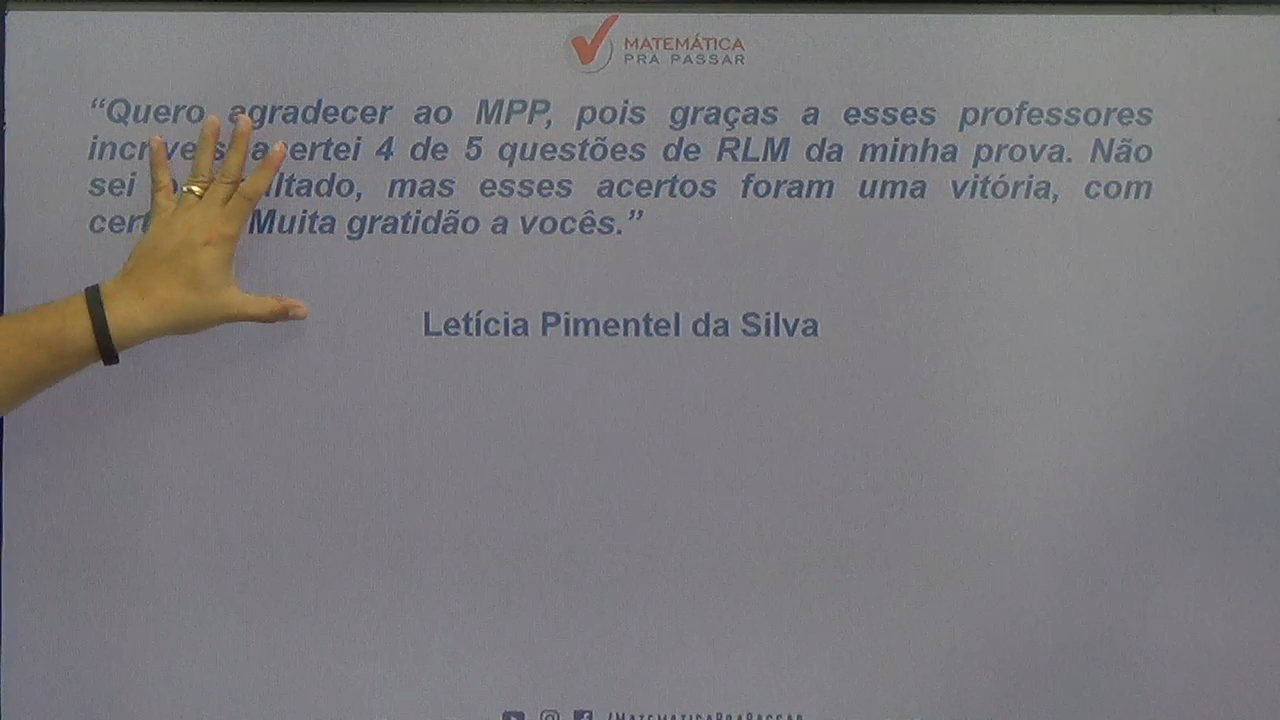 MATEMÁTICA
PRA PASSAR
“Quero agradecer ao MPP, pois graças a esses professores
incríveis, acertei 4 de 5 questões de RLM da minha prova. Não
sei mas esses acertos foram uma vitória, com
Muita gratidão a vocês.”
Letícia Pimentel da Silva
/MATEMATICAPRAPASSAR